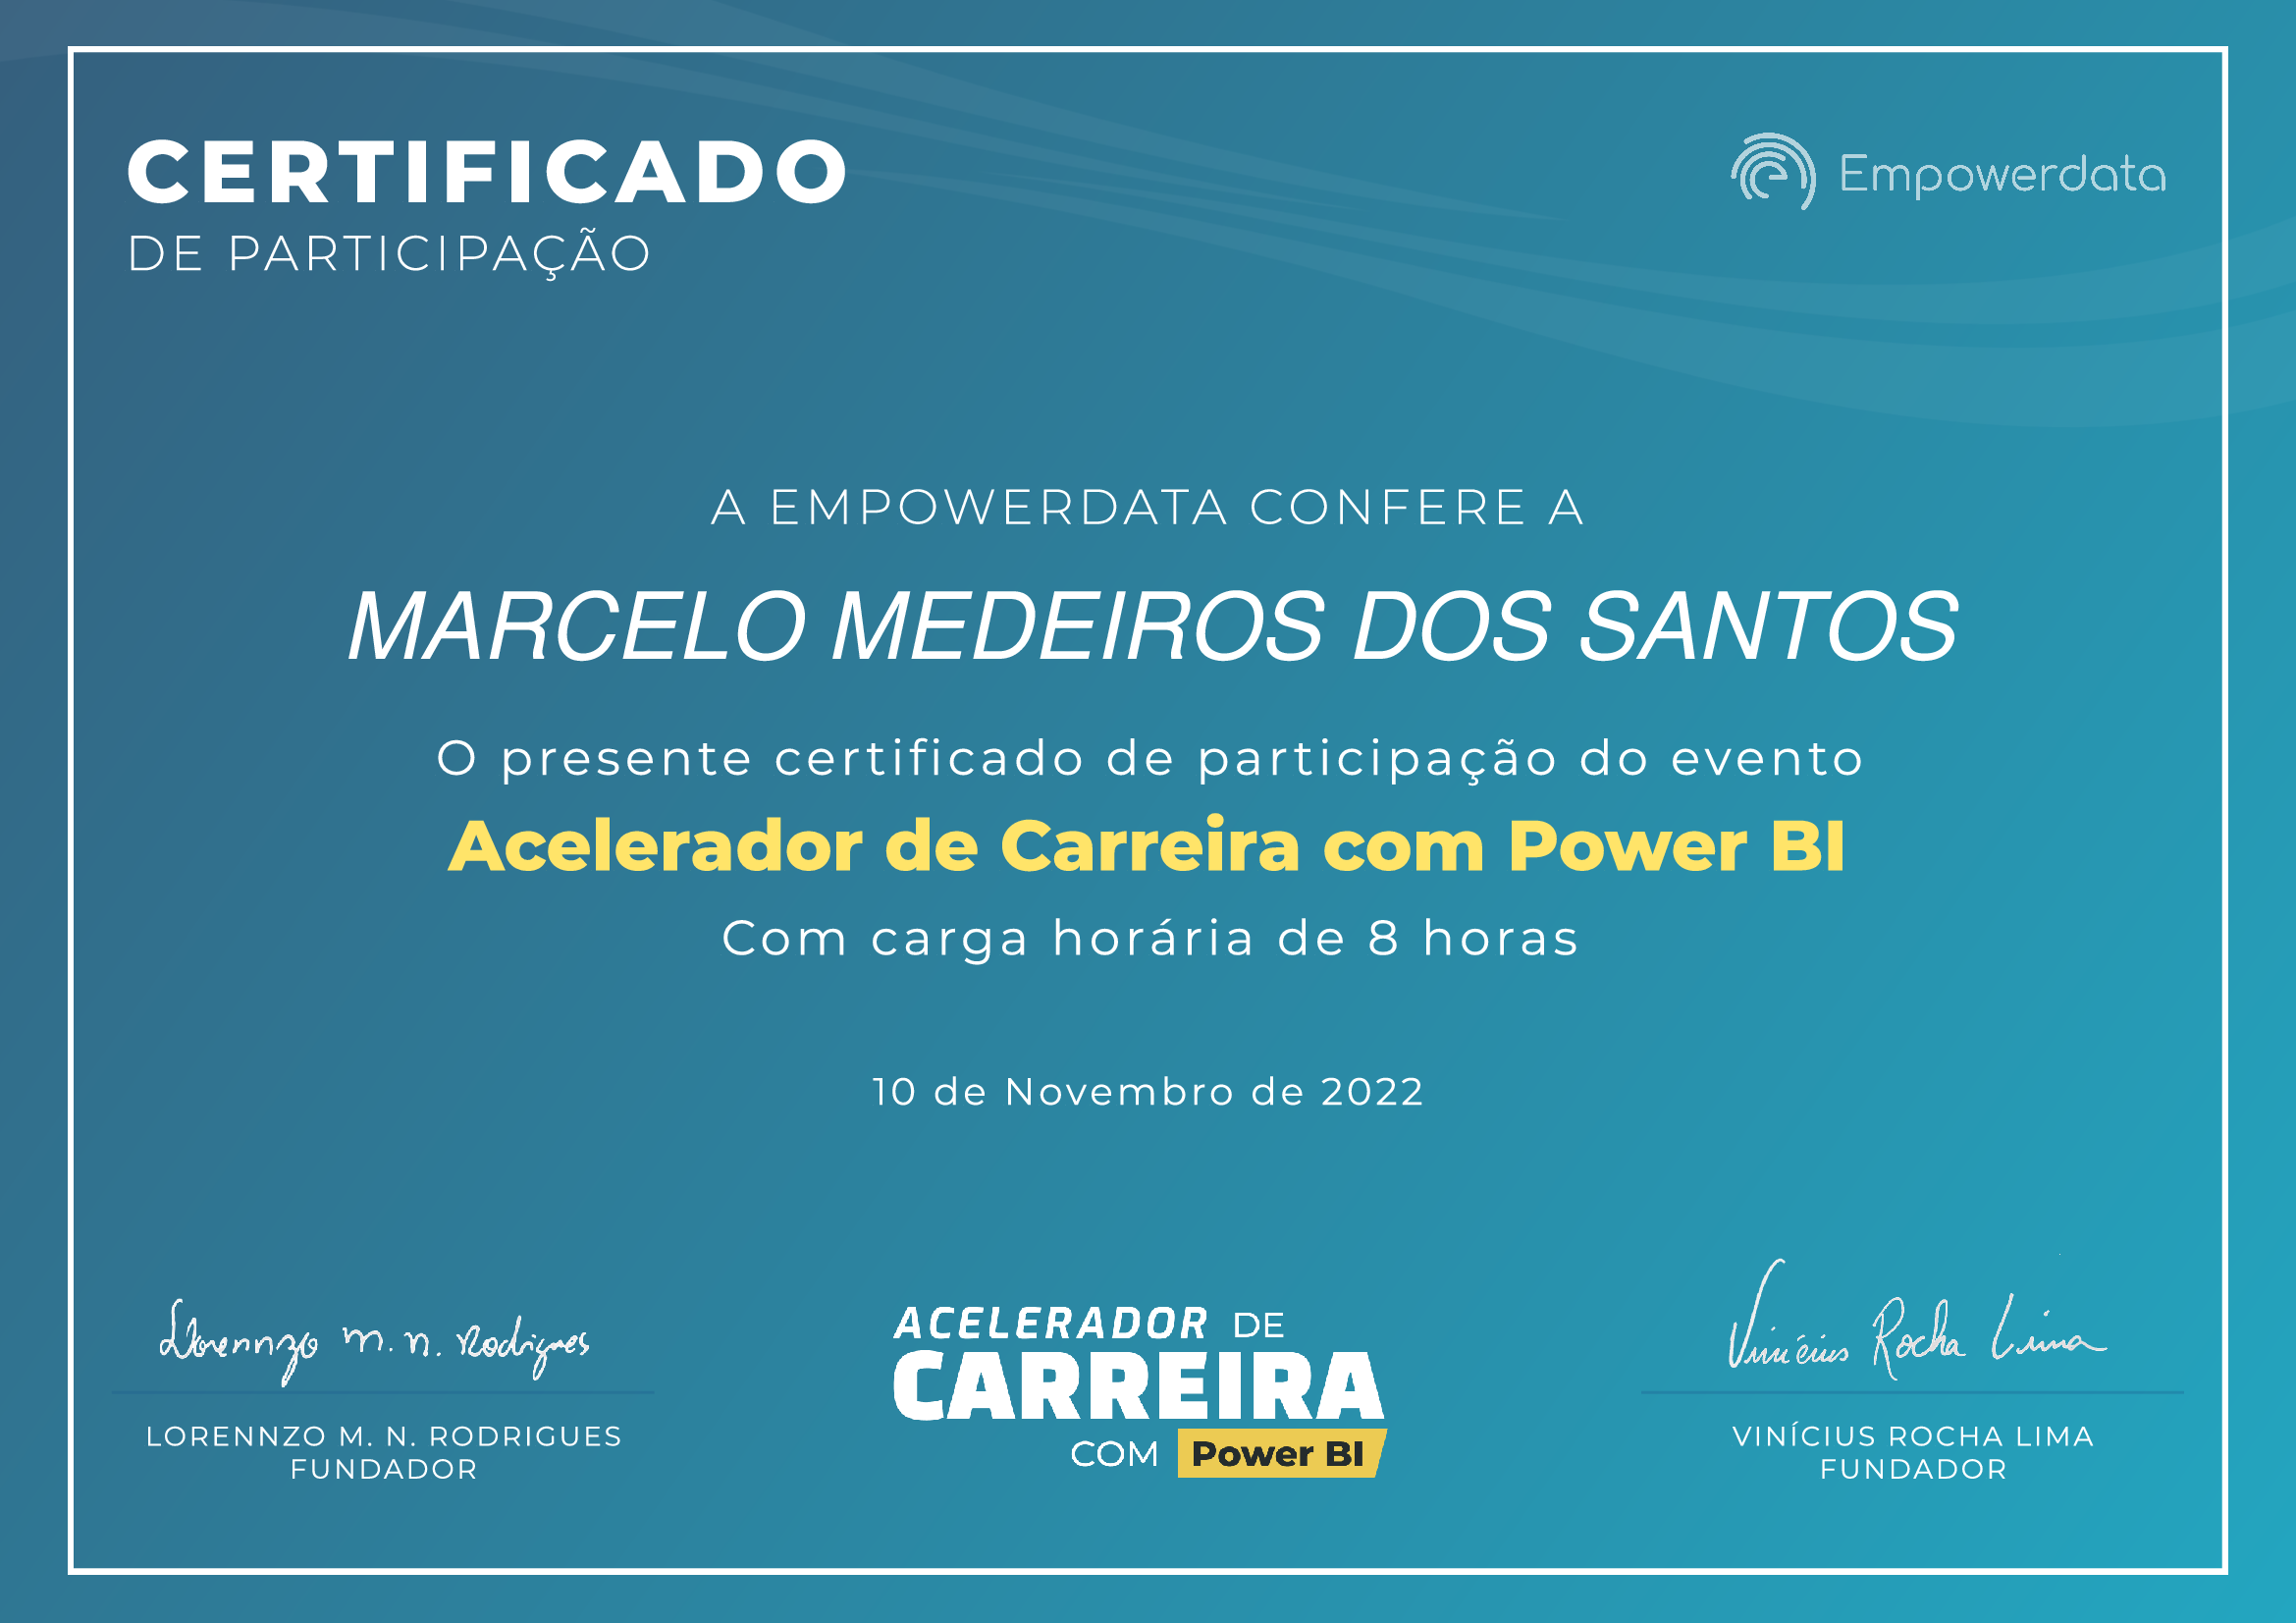 CERTIFICADO
DE PARTICIPAÇÃO
Empowerdata
A EMPOWERDATA CONFERE A
MARCELO MEDEIROS DOS SANTOS
O presente certificado de participação do evento
Acelerador de Carreira com Power BI
Com carga horária de 8 horas
10 de Novembro de 2022
Lorennzo M. N. Rodrigues
LORENNZO M. N. RODRIGUES
FUNDADOR
ACELERADOR DE
CARREIRA
COM Power BI
Vinícius Rocha Lima
VINÍCIUS ROCHA LIMA
FUNDADOR